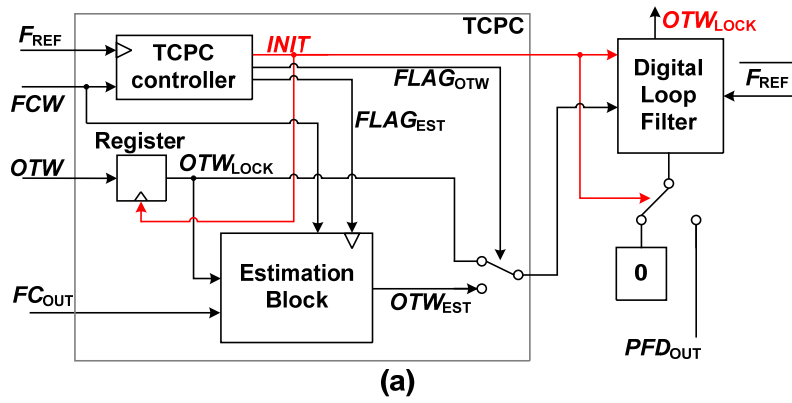 TCPC
OTW_LOCK
F_REF
TCPC controller
INIT
Digital Loop Filter
F_REF
FLAG_OTW
FCW
FLAG_EST
Register
OTW
OTW_LOCK
Estimation Block
0
FC_OUT
OTW_EST
PFD_OUT
(a)